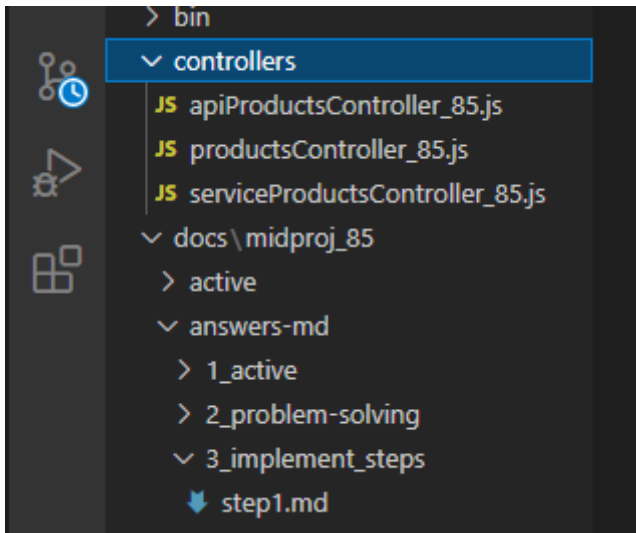 bin
controllers
JS apiProductsController_85.js
JS productsController_85.js
JS serviceProductsController_85.js
docs\midproj_85
active
answers-md
1_active
2_problem-solving
3_implement_steps
step1.md